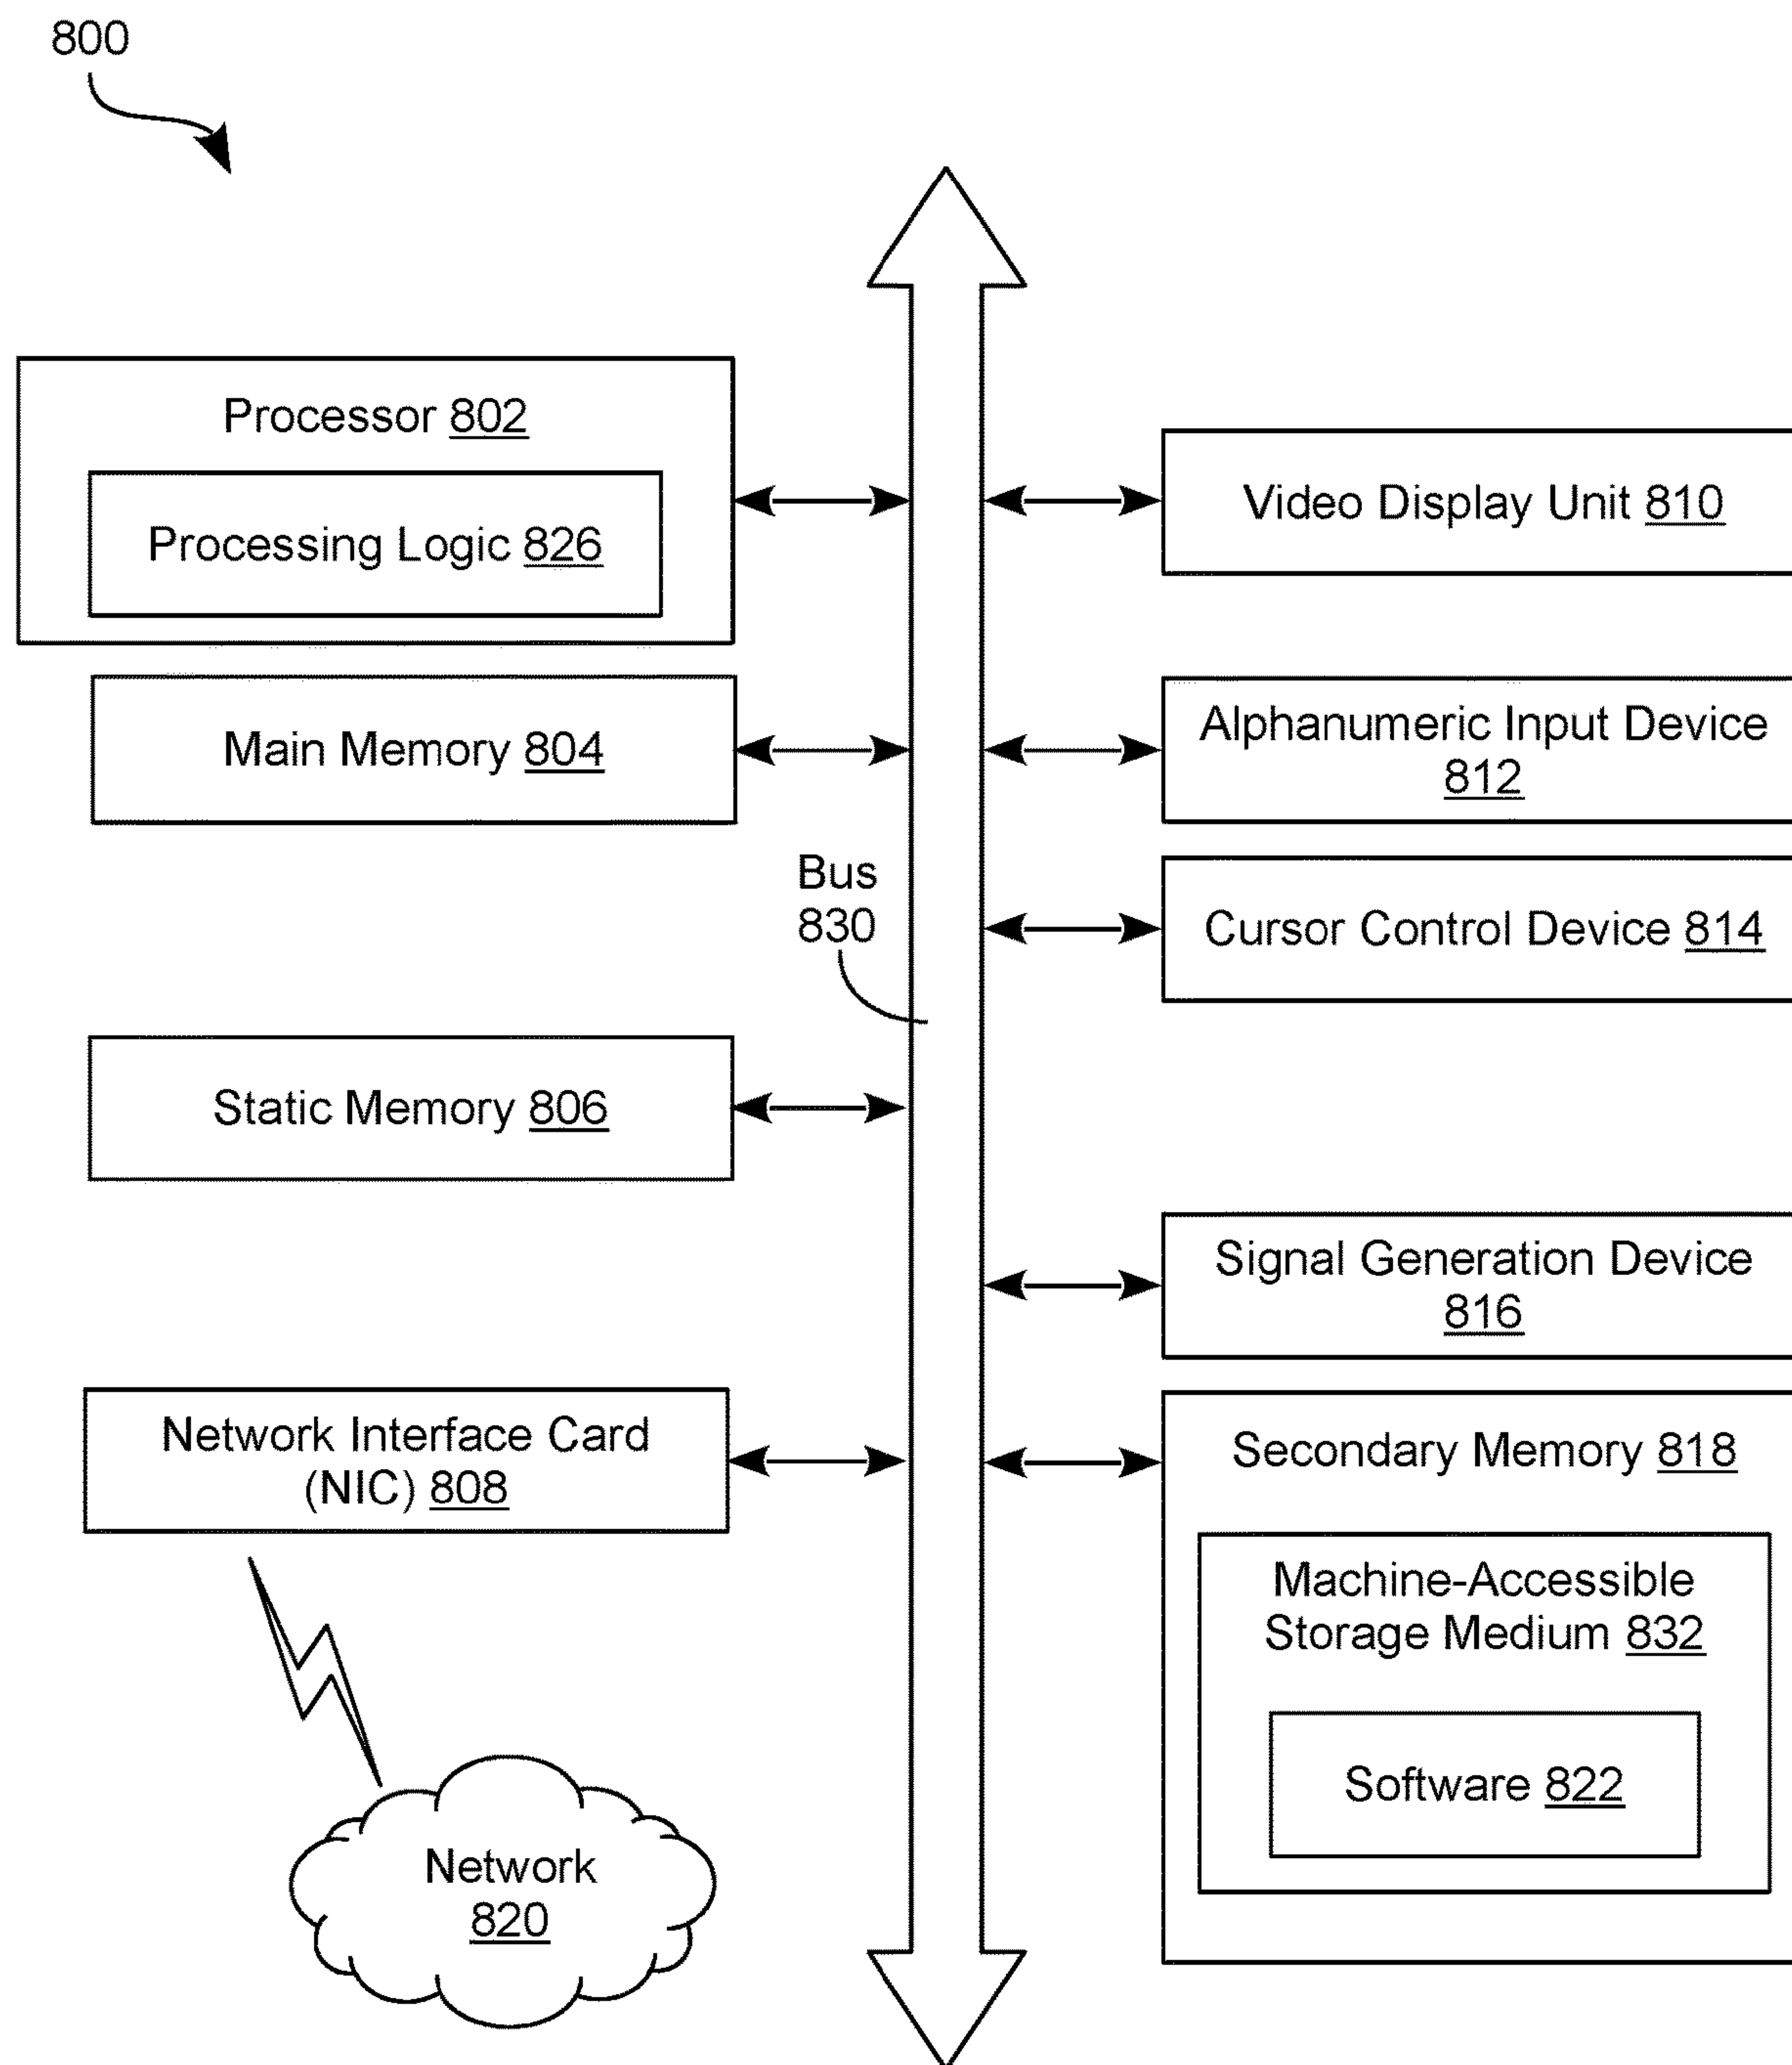 800
Processor 802
Processing Logic 826
Main Memory 804
Bus
830
Static Memory 806
Network Interface Card
(NIC) 808
Network
820
Video Display Unit 810
Alphanumeric Input Device
812
Cursor Control Device 814
Signal Generation Device
816
Secondary Memory 818
Machine-Accessible
Storage Medium 832
Software 822